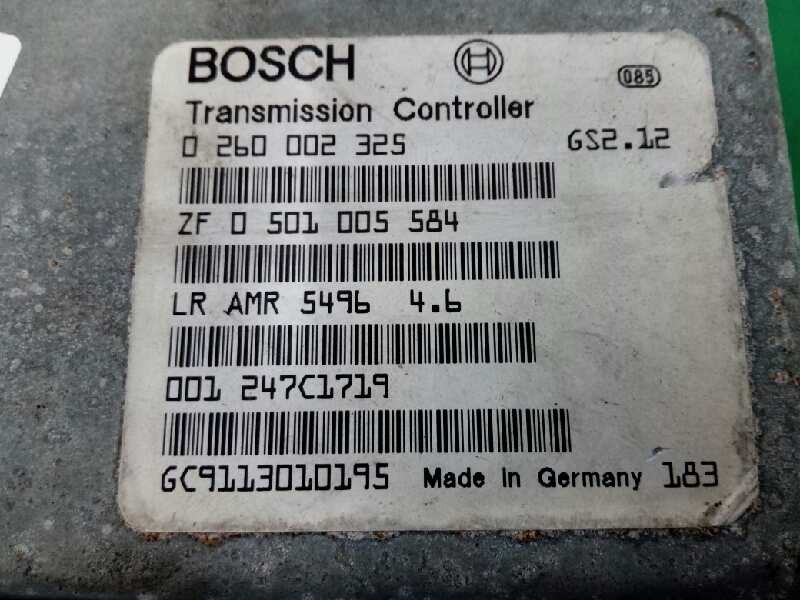 BOSCH
085
Transmission Controller
0 260 002 325 GS2.12
ZF 0 501 005 584
LR AMR 5496 4.6
001 247C1719
GC9113010195 Made in Germany 183